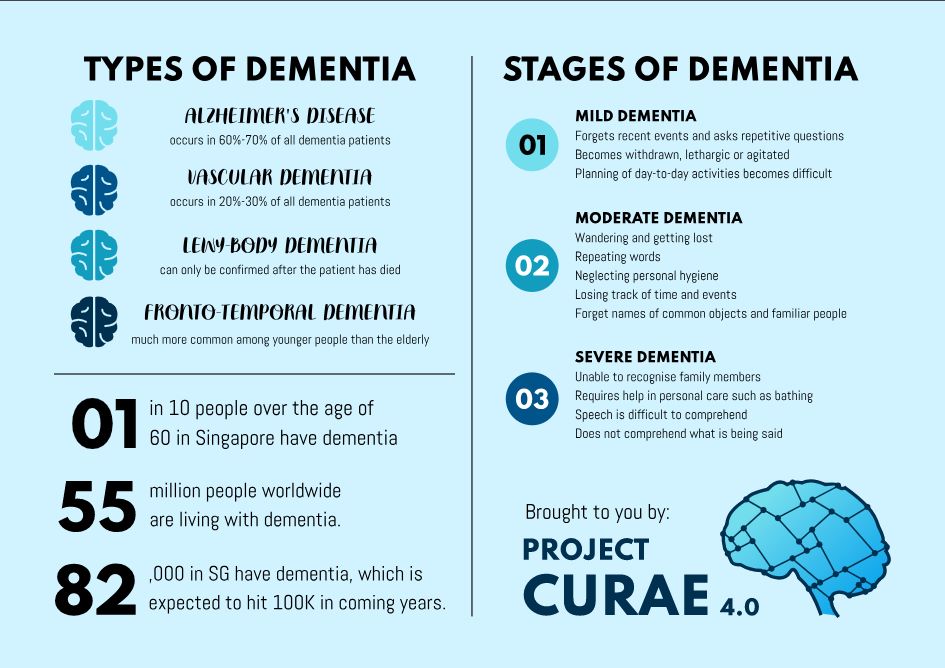 TYPES OF DEMENTIA
ALZHEIMER'S DISEASE
occurs in 60%-70% of all dementia patients
VASCULAR DEMENTIA
occurs in 20%-30% of all dementia patients
LEWY-BODY DEMENTIA
can only be confirmed after the patient has died
FRONTO-TEMPORAL DEMENTIA
much more common among younger people than the elderly
01 in 10 people over the age of
60 in Singapore have dementia
55 million people worldwide
are living with dementia.
82 ,000 in SG have dementia, which is
expected to hit 100K in coming years.
STAGES OF DEMENTIA
01
MILD DEMENTIA
Forgets recent events and asks repetitive questions
Becomes withdrawn, lethargic or agitated
Planning of day-to-day activities becomes difficult
02
MODERATE DEMENTIA
Wandering and getting lost
Repeating words
Neglecting personal hygiene
Losing track of time and events
Forget names of common objects and familiar people
03
SEVERE DEMENTIA
Unable to recognise family members
Requires help in personal care such as bathing
Speech is difficult to comprehend
Does not comprehend what is being said
Brought to you by:
PROJECT
CURAE 4.0